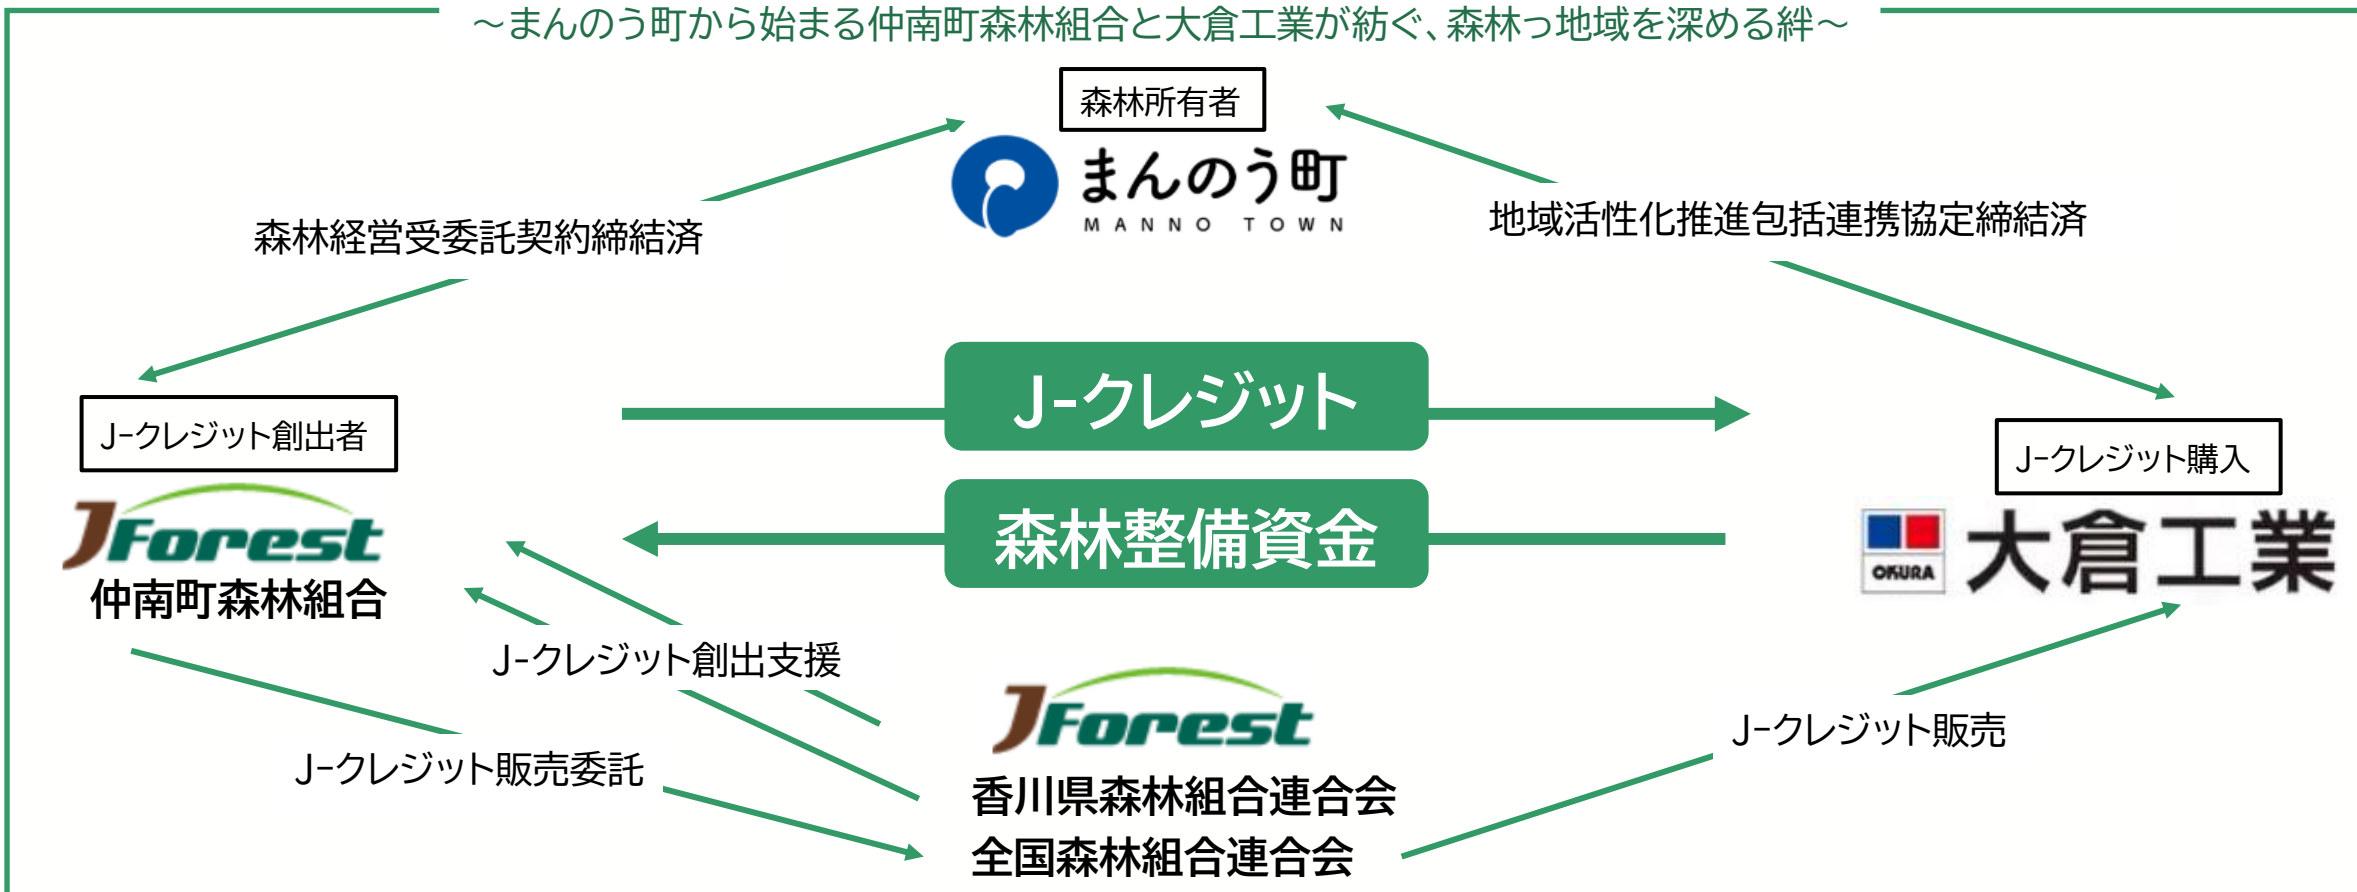 ～まんのう町から始まる仲南町森林組合と大倉工業が紡ぐ、森林っ地域を深める絆～
森林所有者
まんのう町
MANNO TOWN
森林経営受委託契約締結済
地域活性化推進包括連携協定締結済
J-クレジット
J-クレジット創出者
J-クレジット購入
JForest
仲南町森林組合
森林整備資金
OKURA
大倉工業
J-クレジット創出支援
JForest
J-クレジット販売
J-クレジット販売委託
香川県森林組合連合会
全国森林組合連合会